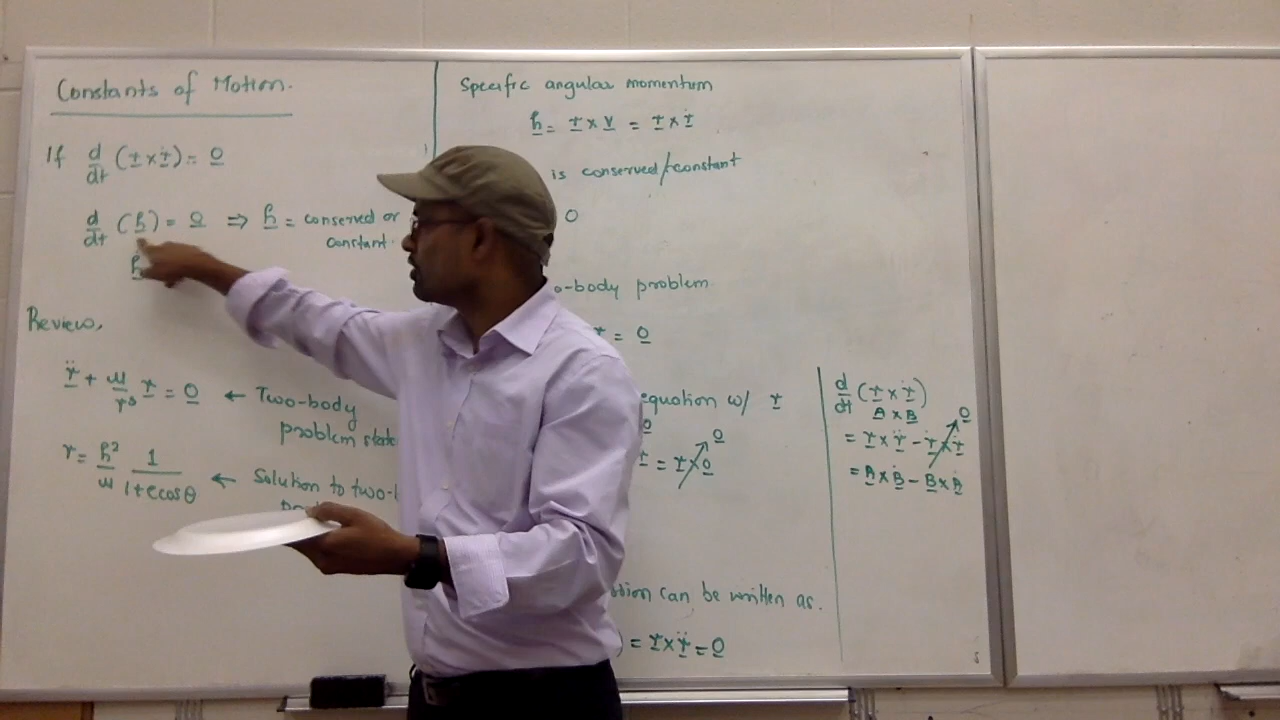 Constants of Motion.
If d/dt (r × ṙ) = 0
d/dt (h) = 0 ⇒ h = conserved or
constant.
h
Review,
r̈ + μ/r³ r = 0 ← Two-body
problem state
r = h²/μ 1/(1+ecosθ) ← Solution to two-
Specific angular momentum
h = r × v = r × ṙ
is conserved/constant
0
o-body problem
r = 0
equation w/ r
0
r = r × 0 0
tion can be written as.
) = r × r̈ = 0
d/dt (r × ṙ)
A × B
= r × r̈ - ṙ × ṙ 0
= A × Ḃ - B × Ȧ